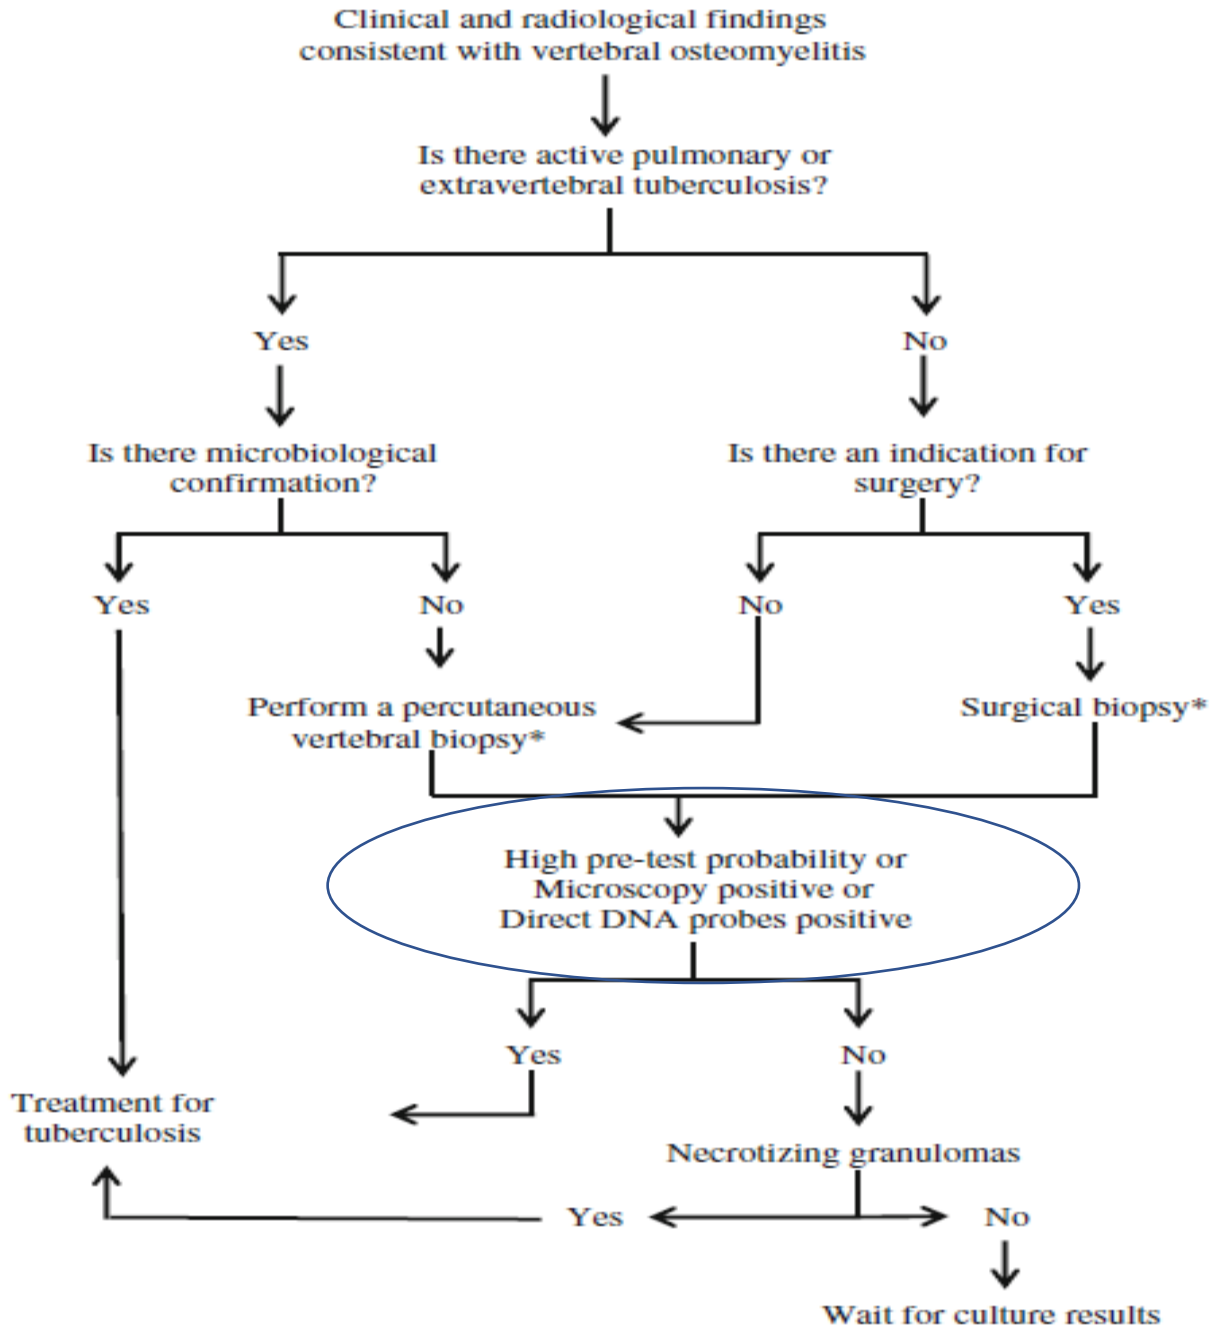 Clinical and radiological findings
consistent with vertebral osteomyelitis
Is there active pulmonary or
extravertebral tuberculosis?
Yes
No
Is there microbiological
confirmation?
Is there an indication for
surgery?
Yes
No
No
Yes
Perform a percutaneous
vertebral biopsy*
Surgical biopsy*
High pre-test probability or
Microscopy positive or
Direct DNA probes positive
Yes
No
Treatment for
tuberculosis
Necrotizing granulomas
Yes
No
Wait for culture results